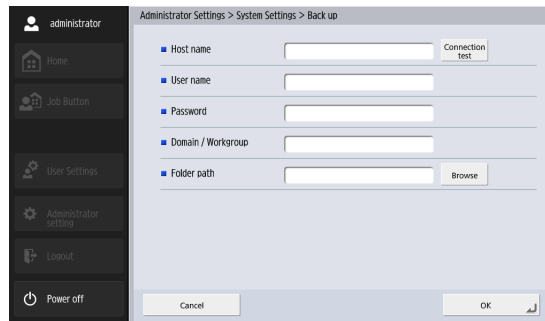 administrator
Home
Job Button
User Settings
Administrator
setting
Logout
Power off
Administrator Settings > System Settings > Back up
Host name
Connection
test
User name
Password
Domain / Workgroup
Folder path
Browse
Cancel
OK